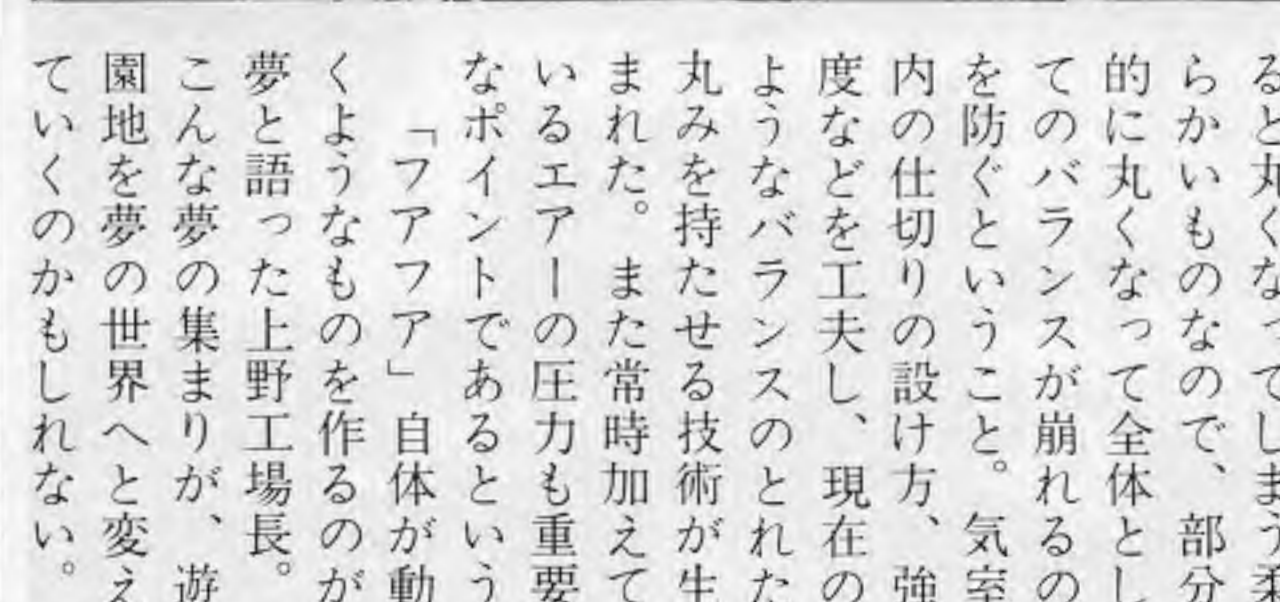 ると丸くなってしまう柔
らかいものなので、部分
的に丸くなって全体とし
てのバランスが崩れるの
を防ぐということ。気室
内の仕切りの設け方、強
度などを工夫し、現在の
ようなバランスのとれた
丸みを持たせる技術が生
まれた。また常時加えて
いるエアーの圧力も重要
なポイントであるという
「フアフア」自体が動
くようなものを作るのが
夢と語った上野工場長。
こんな夢の集まりが、遊
園地を夢の世界へと変え
ていくのかもしれない。